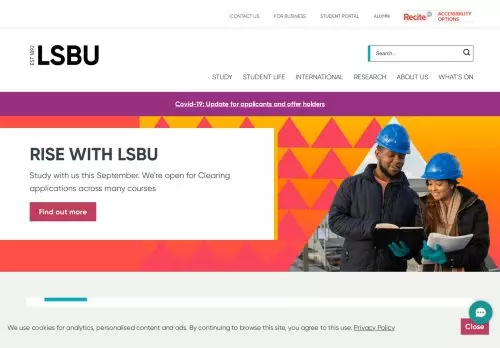 CONTACT US FOR BUSINESS STUDENT PORTAL ALUMNI Recite ACCESSIBILITY OPTIONS
EST 1892 LSBU
Search...
STUDY STUDENT LIFE INTERNATIONAL RESEARCH ABOUT US WHAT'S ON
Covid-19: Update for applicants and offer holders
RISE WITH LSBU
Study with us this September. We're open for Clearing
applications across many courses
Find out more
We use cookies for analytics, personalised content and ads. By continuing to browse this site, you agree to this use. Privacy Policy
Close